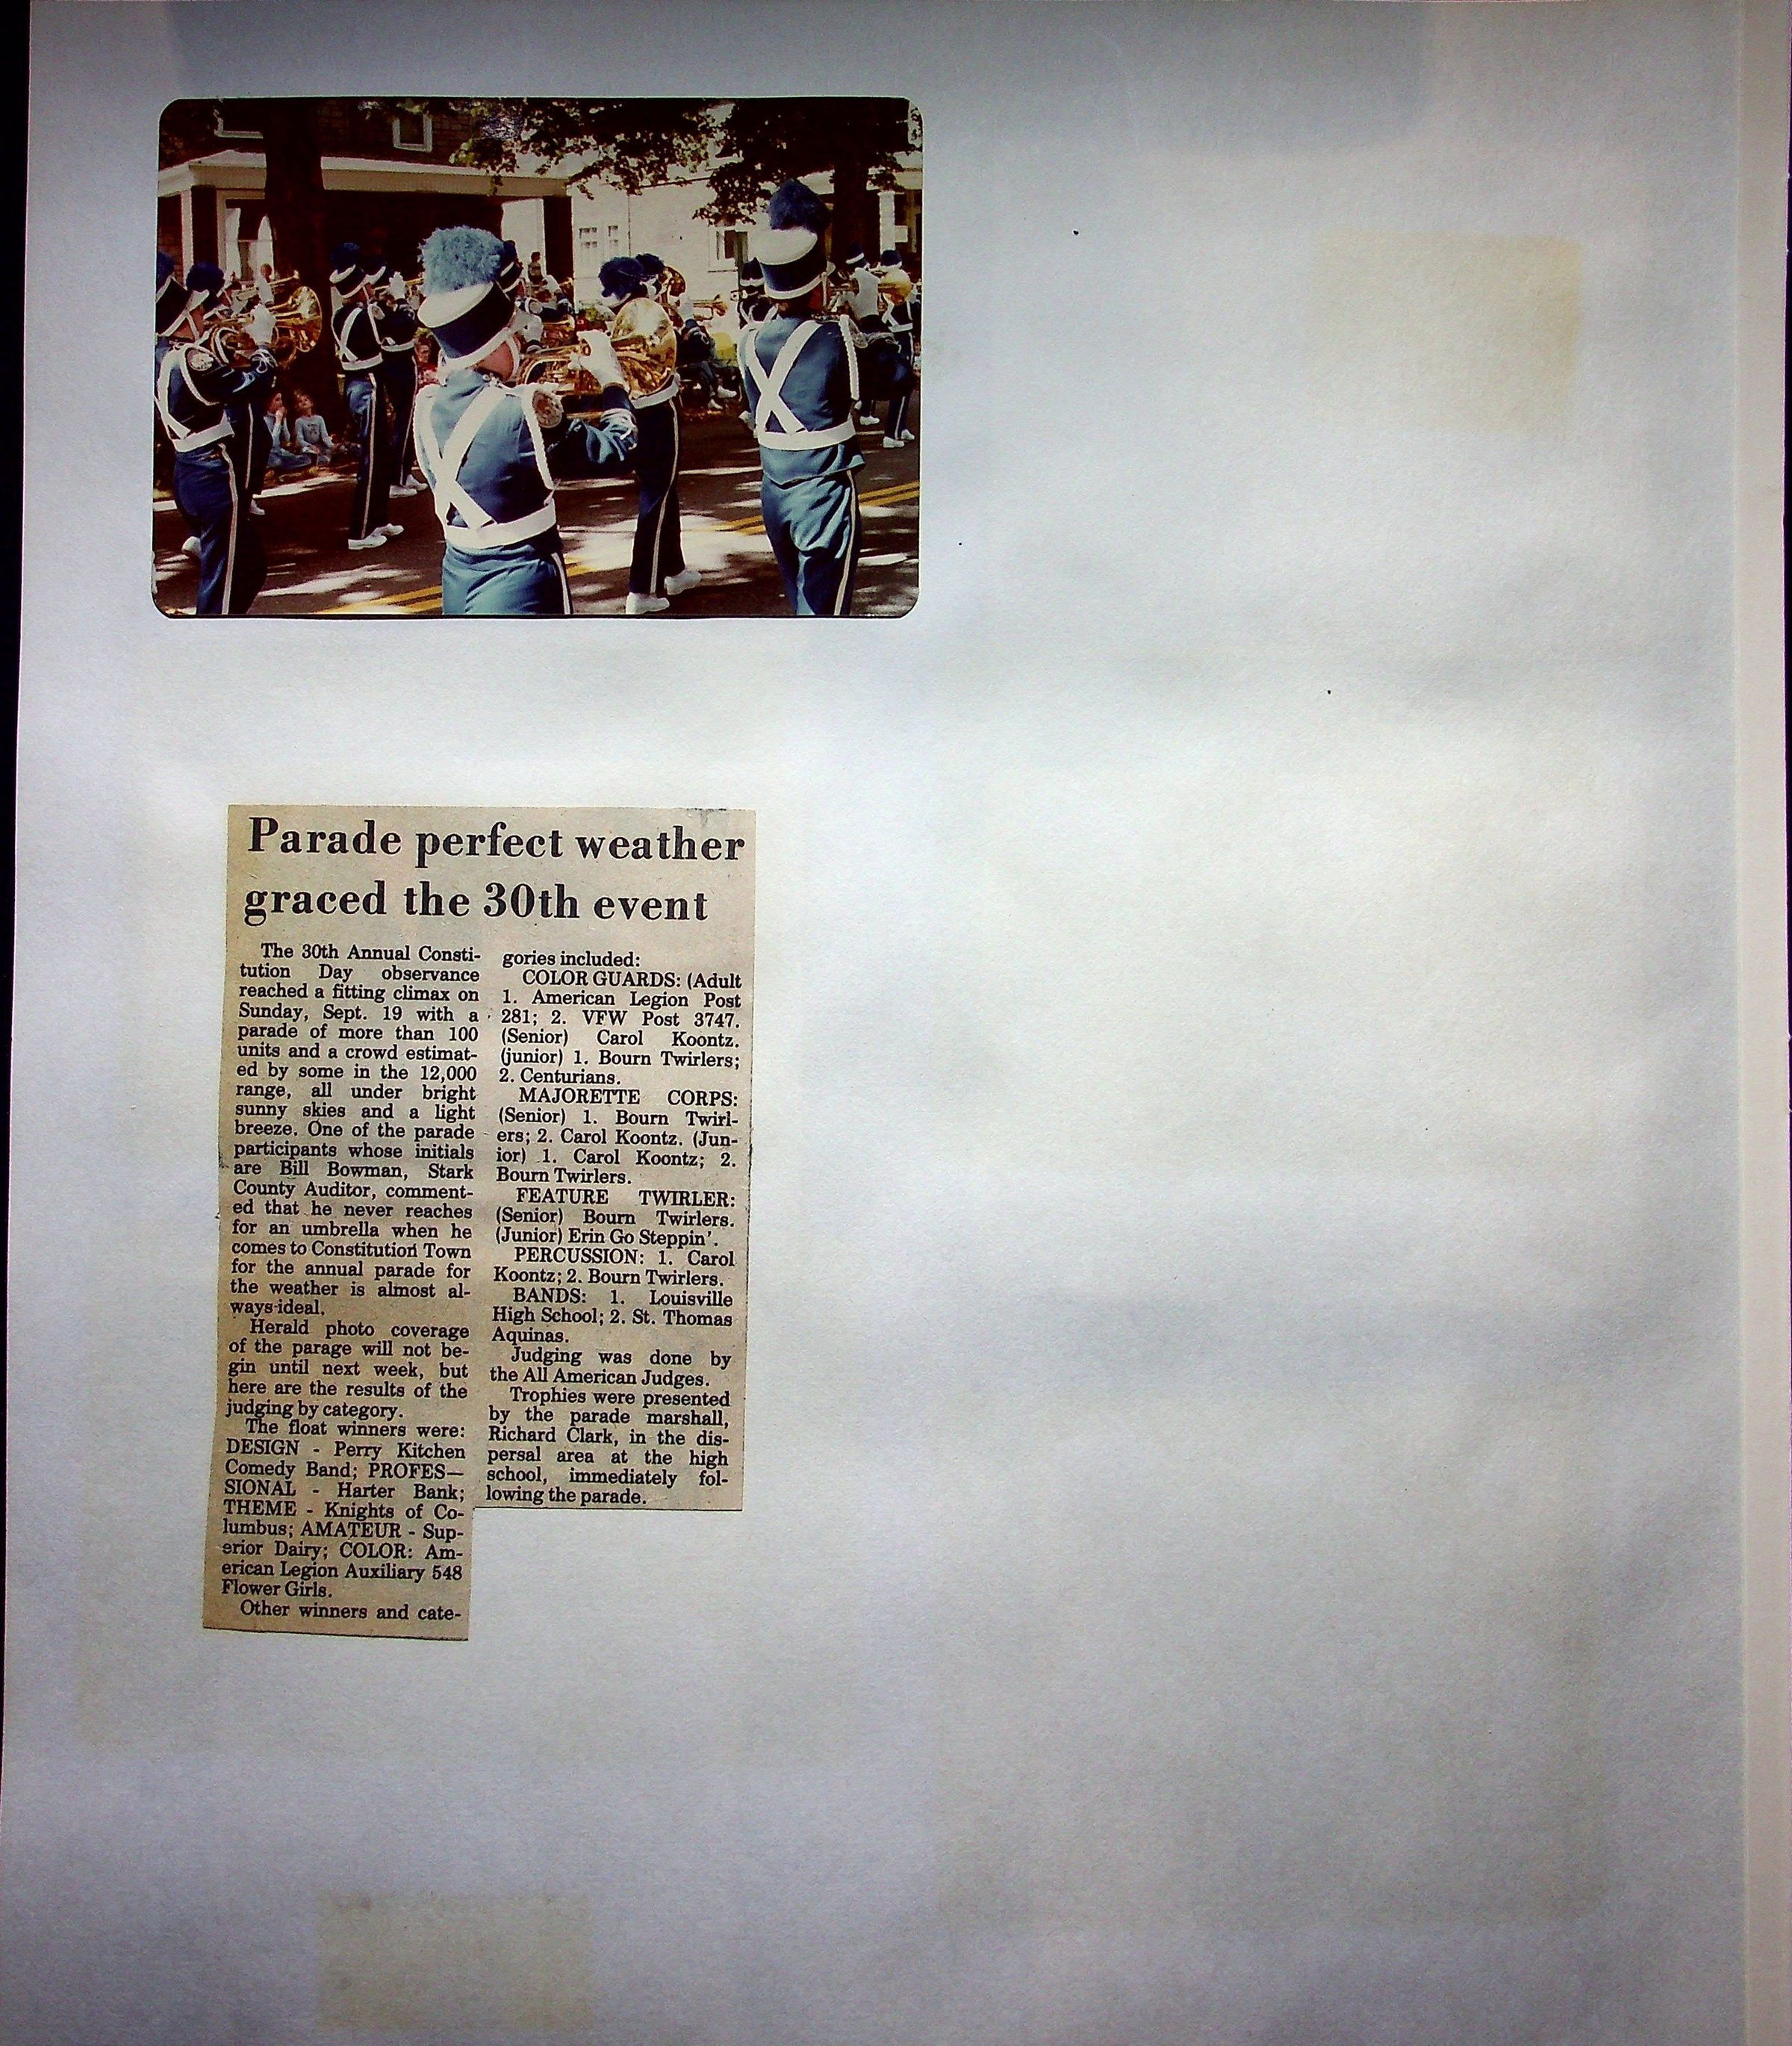 Parade perfect weather
graced the 30th event
The 30th Annual Consti-
tution Day observance
reached a fitting climax on
Sunday, Sept. 19 with a
parade of more than 100
units and a crowd estimat-
ed by some in the 12,000
range, all under bright
sunny skies and a light
breeze. One of the parade
participants whose initials
are Bill Bowman, Stark
County Auditor, comment-
ed that he never reaches
for an umbrella when he
comes to Constitution Town
for the annual parade for
the weather is almost al-
ways ideal.
Herald photo coverage
of the parage will not be-
gin until next week, but
here are the results of the
judging by category.
The float winners were:
DESIGN - Perry Kitchen
Comedy Band; PROFES—
SIONAL - Harter Bank;
THEME - Knights of Co-
lumbus; AMATEUR - Sup-
erior Dairy; COLOR: Am-
erican Legion Auxiliary 548
Flower Girls.
Other winners and cate-
gories included:
COLOR GUARDS: (Adult
1. American Legion Post
281; 2. VFW Post 3747.
(Senior) Carol Koontz.
(junior) 1. Bourn Twirlers;
2. Centurians.
MAJORETTE CORPS:
(Senior) 1. Bourn Twirl-
ers; 2. Carol Koontz. (Jun-
ior) 1. Carol Koontz; 2.
Bourn Twirlers.
FEATURE TWIRLER:
(Senior) Bourn Twirlers.
(Junior) Erin Go Steppin'.
PERCUSSION: 1. Carol
Koontz; 2. Bourn Twirlers.
BANDS: 1. Louisville
High School; 2. St. Thomas
Aquinas.
Judging was done by
the All American Judges.
Trophies were presented
by the parade marshall,
Richard Clark, in the dis-
persal area at the high
school, immediately fol-
lowing the parade.